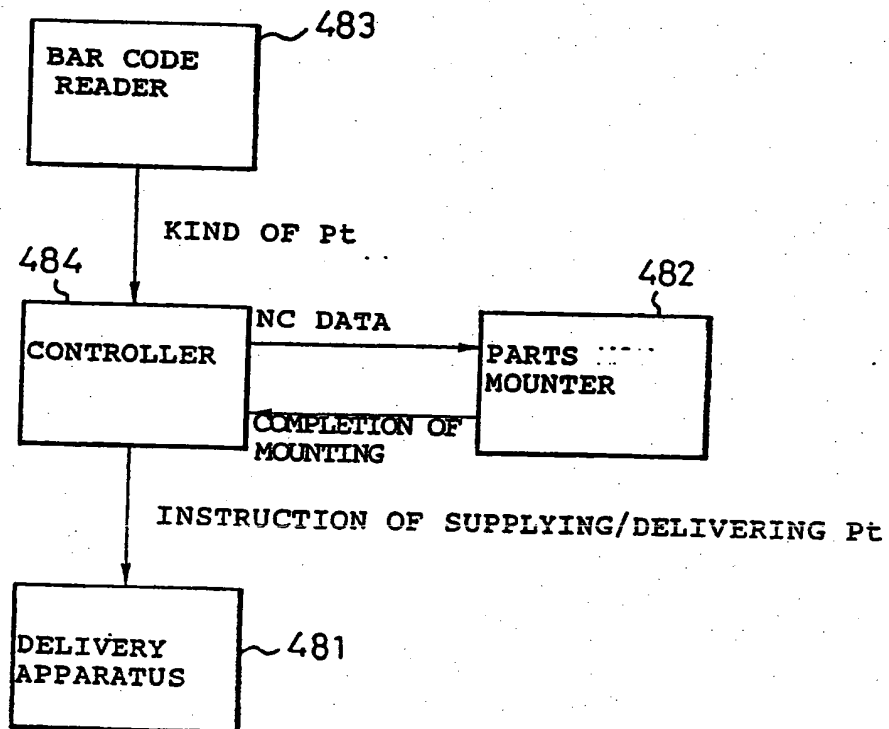 483
BAR CODE
READER
KIND OF Pt
484
482
CONTROLLER
NC DATA
PARTS
MOUNTER
COMPLETION OF
MOUNTING
INSTRUCTION OF SUPPLYING/DELIVERING Pt
DELIVERY
APPARATUS
481